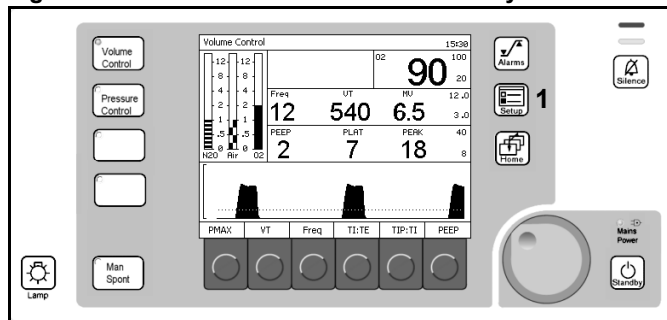 Volume Control
Pressure Control
Man Spont
Lamp
Volume Control 15:30
12 12
8 8
4 4
2 2
1 1
.5 .5
0 0
N2O Air O2
O2 90 100 20
Freq VT MV 12.0
12 540 6.5 3.0
PEEP PLAT PEAK 40
2 7 18 8
PMAX VT Freq TI:TE TIP:TI PEEP
Alarms
Setup 1
Home
Silence
Mains Power
Standby